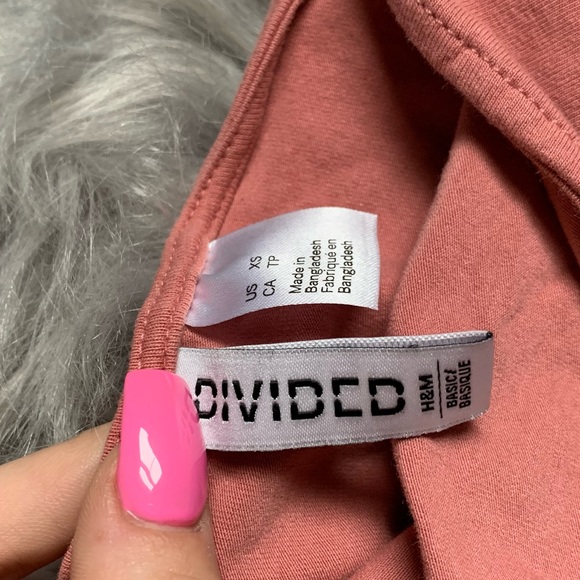 US XS
CA TP
Made in
Bangladesh
Fabriqué en
Bangladesh
DIVIDED
H&M
BASIC/
BASIQUE